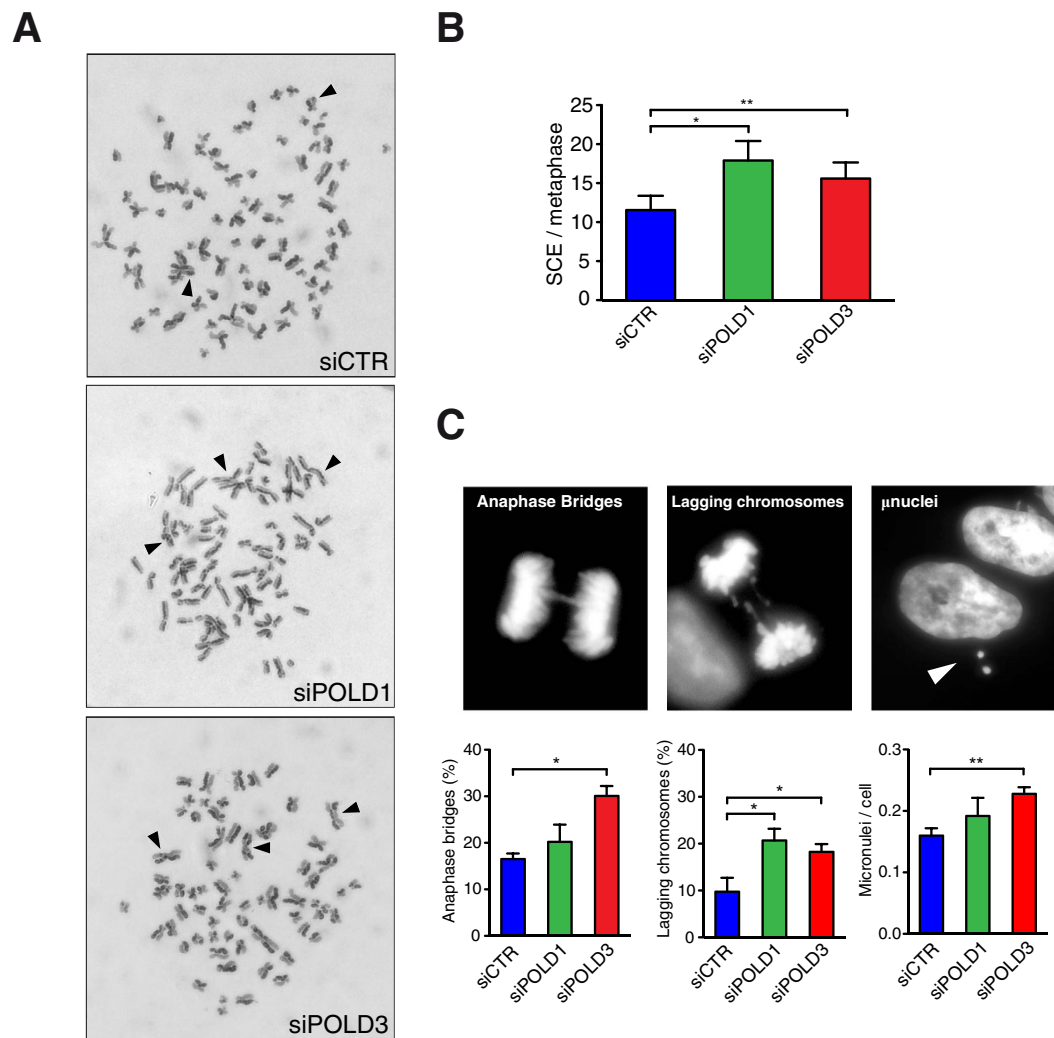 A
siCTR
siPOLD1
siPOLD3
B
SCE / metaphase
25
20
15
10
5
0
**
*
siCTR
siPOLD1
siPOLD3
C
Anaphase Bridges
Lagging chromosomes
µnuclei
Anaphase bridges (%)
40
30
20
10
0
*
siCTR
siPOLD1
siPOLD3
Lagging chromosomes (%)
40
30
20
10
0
*
*
siCTR
siPOLD1
siPOLD3
Micronuclei / cell
0.3
0.2
0.1
0.0
**
siCTR
siPOLD1
siPOLD3